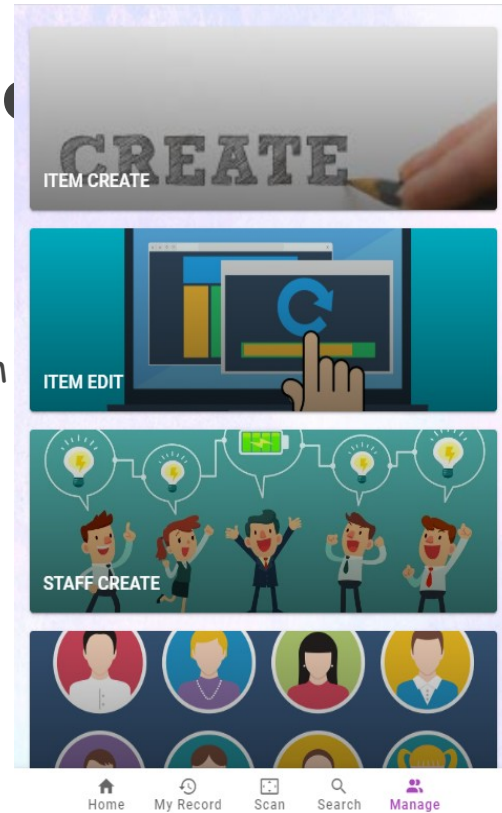 CREATE
ITEM CREATE
ITEM EDIT
STAFF CREATE
Home My Record Scan Search Manage